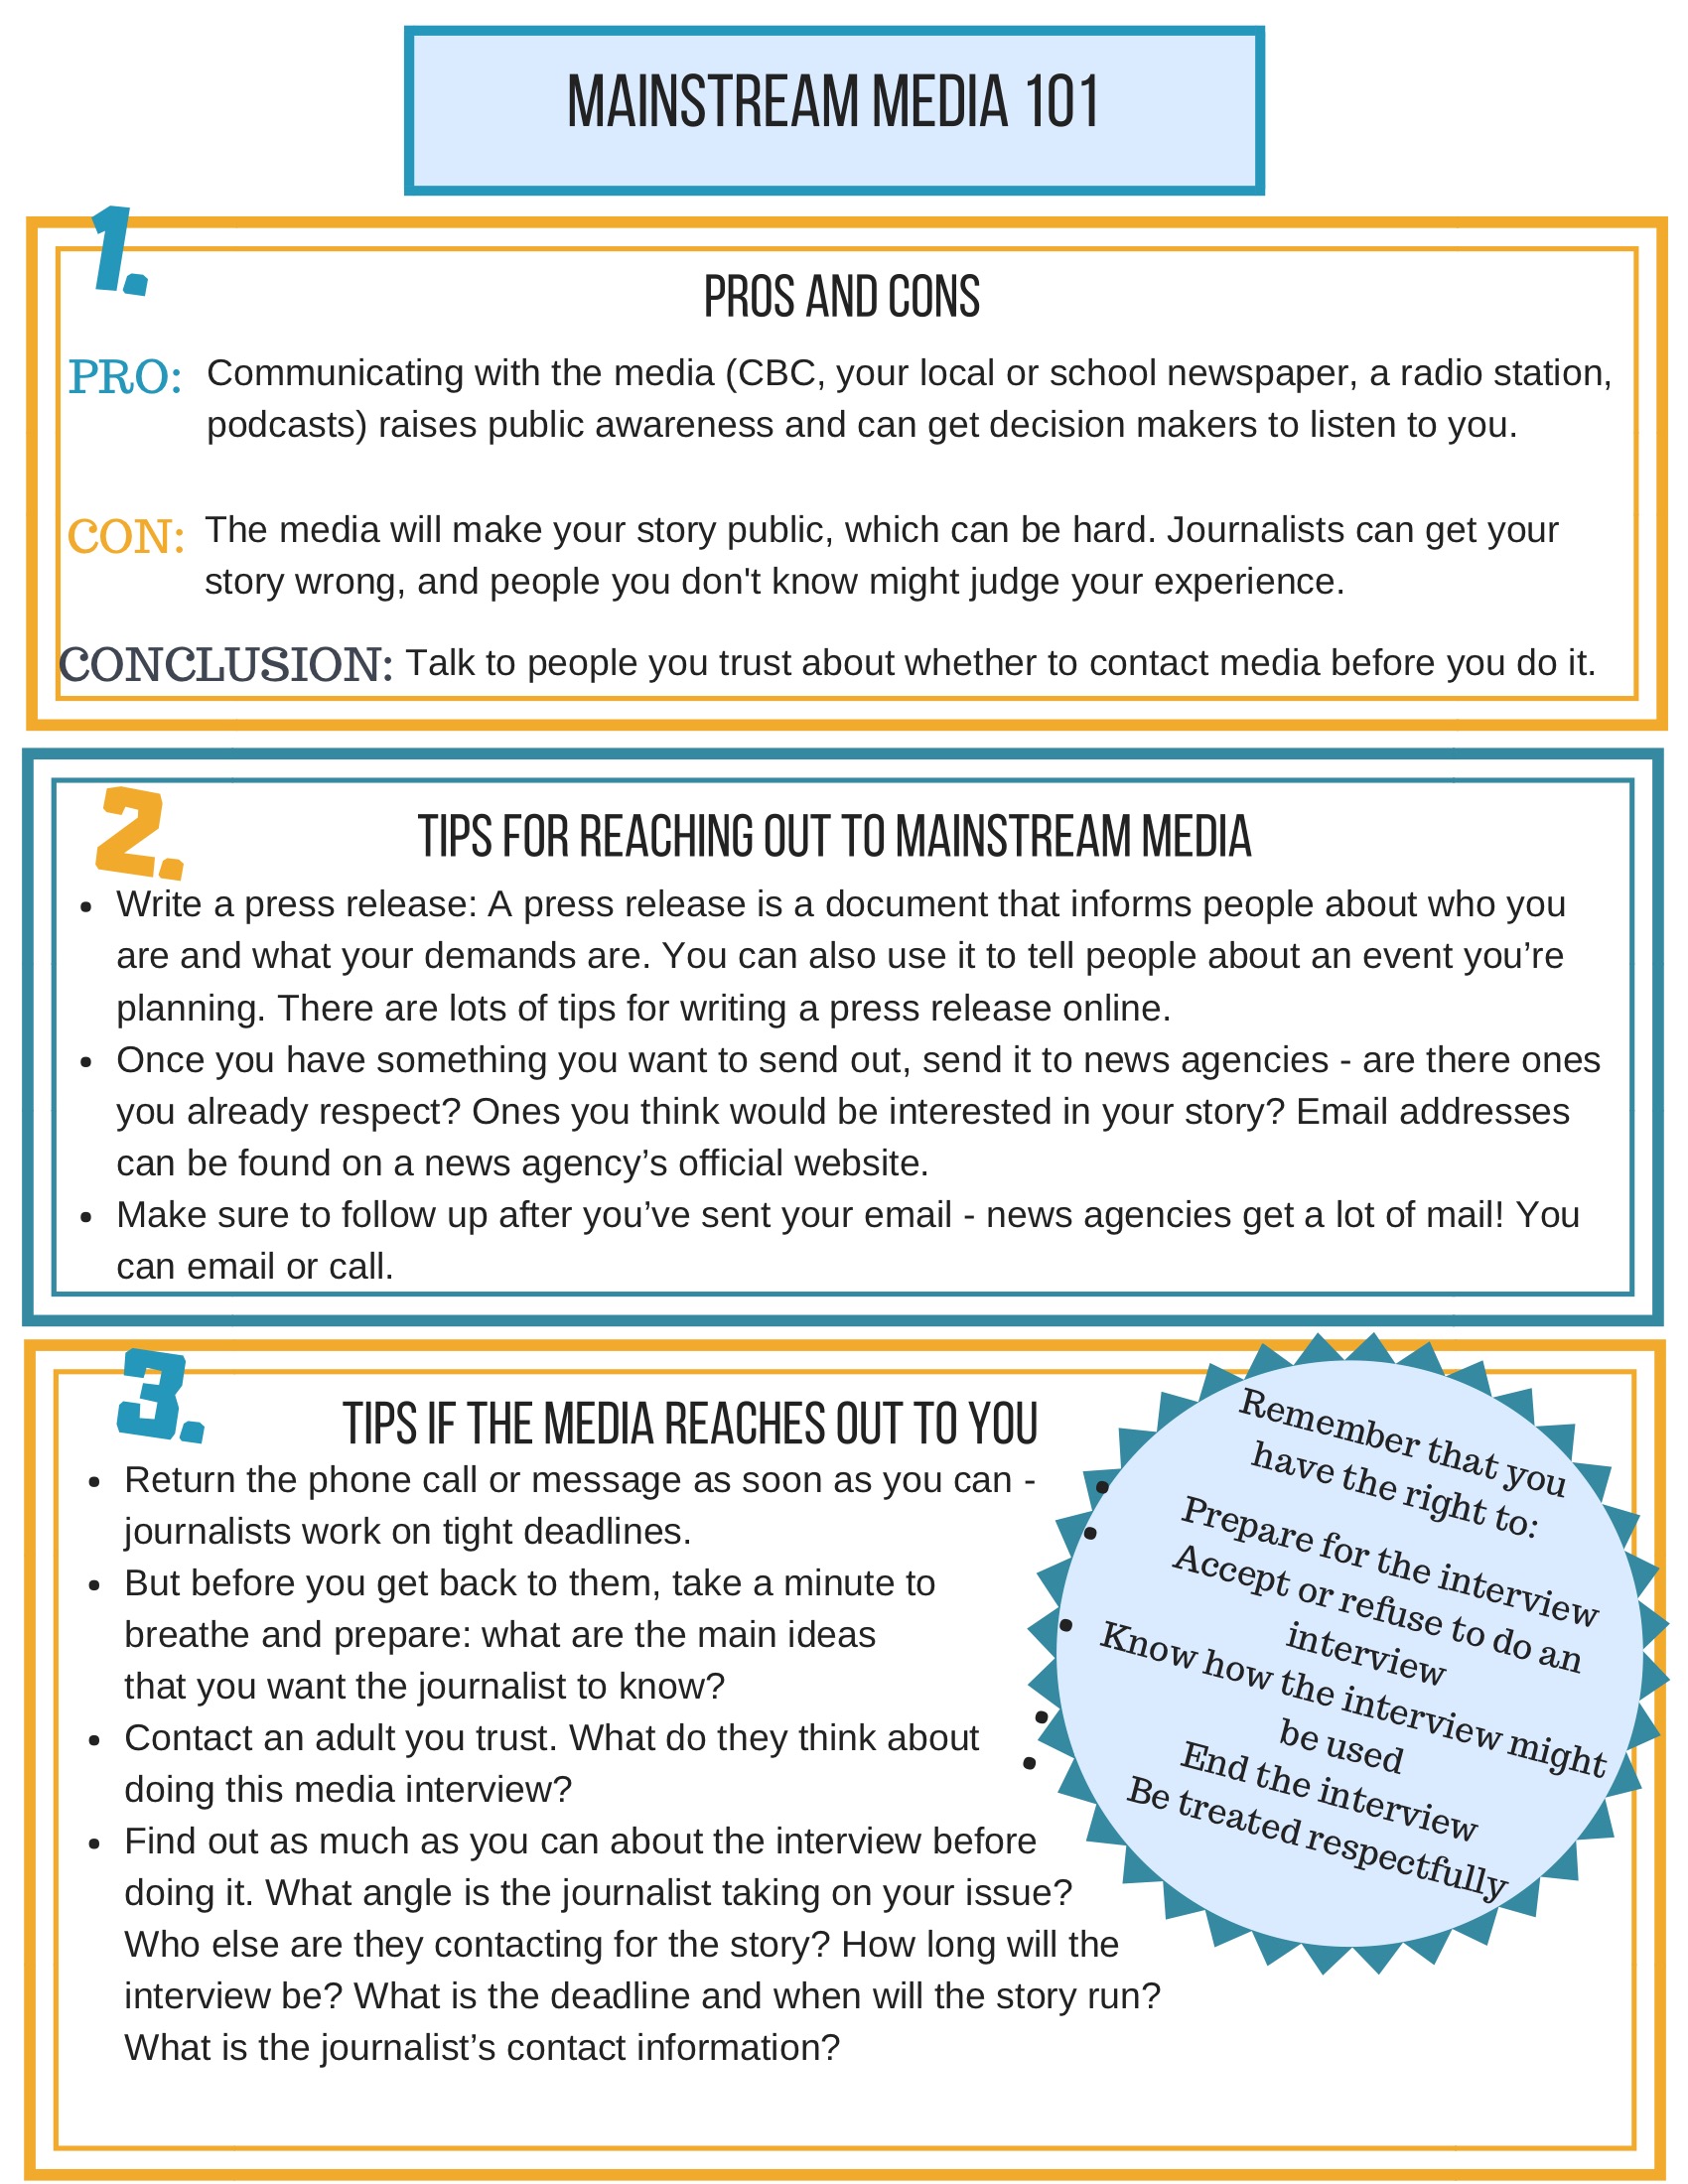 MAINSTREAM MEDIA 101
1.
PROS AND CONS
PRO: Communicating with the media (CBC, your local or school newspaper, a radio station,
podcasts) raises public awareness and can get decision makers to listen to you.
CON: The media will make your story public, which can be hard. Journalists can get your
story wrong, and people you don't know might judge your experience.
CONCLUSION: Talk to people you trust about whether to contact media before you do it.
2.
TIPS FOR REACHING OUT TO MAINSTREAM MEDIA
• Write a press release: A press release is a document that informs people about who you
are and what your demands are. You can also use it to tell people about an event you’re
planning. There are lots of tips for writing a press release online.
• Once you have something you want to send out, send it to news agencies - are there ones
you already respect? Ones you think would be interested in your story? Email addresses
can be found on a news agency’s official website.
• Make sure to follow up after you’ve sent your email - news agencies get a lot of mail! You
can email or call.
3.
TIPS IF THE MEDIA REACHES OUT TO YOU
• Return the phone call or message as soon as you can -
journalists work on tight deadlines.
• But before you get back to them, take a minute to
breathe and prepare: what are the main ideas
that you want the journalist to know?
• Contact an adult you trust. What do they think about
doing this media interview?
• Find out as much as you can about the interview before
doing it. What angle is the journalist taking on your issue?
Who else are they contacting for the story? How long will the
interview be? What is the deadline and when will the story run?
What is the journalist’s contact information?
Remember that you
have the right to:
• Prepare for the interview
• Accept or refuse to do an
interview
• Know how the interview might
be used
• End the interview
• Be treated respectfully